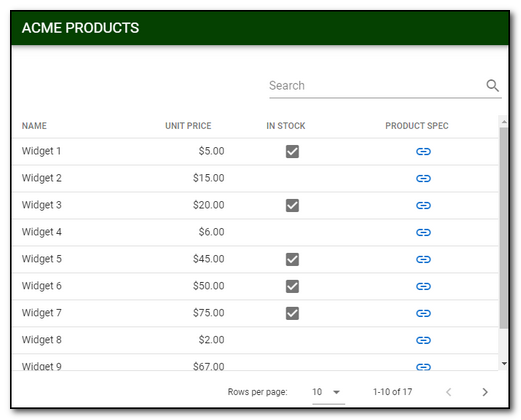 ACME PRODUCTS
Search
NAME UNIT PRICE IN STOCK PRODUCT SPEC
Widget 1 $5.00
Widget 2 $15.00
Widget 3 $20.00
Widget 4 $6.00
Widget 5 $45.00
Widget 6 $50.00
Widget 7 $75.00
Widget 8 $2.00
Widget 9 $67.00
Rows per page: 10 1-10 of 17